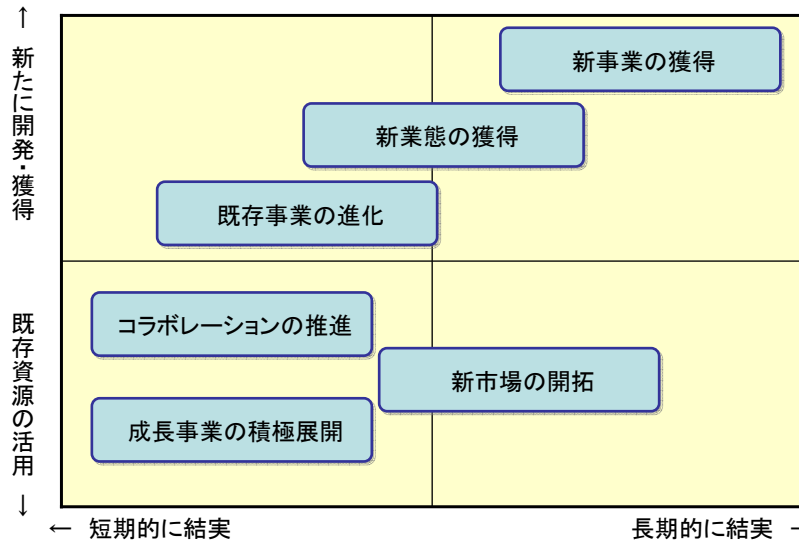 ↑
新たに開発・獲得
既存資源の活用
↓
新事業の獲得
新業態の獲得
既存事業の進化
コラボレーションの推進
新市場の開拓
成長事業の積極展開
← 短期的に結実
長期的に結実 →